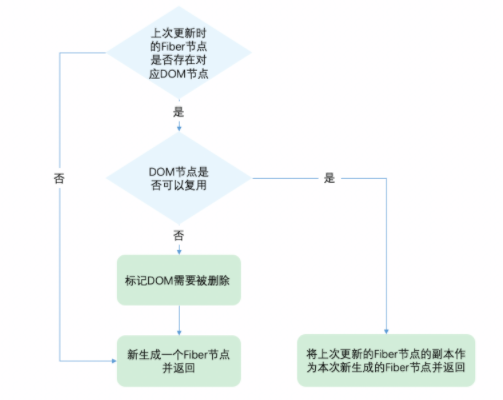 上次更新时
的Fiber节点
是否存在对
应DOM节点
是
DOM节点是
否可以复用
是
否
否
标记DOM需要被删除
新生成一个Fiber节点
并返回
将上次更新的Fiber节点的副本作
为本次新生成的Fiber节点并返回